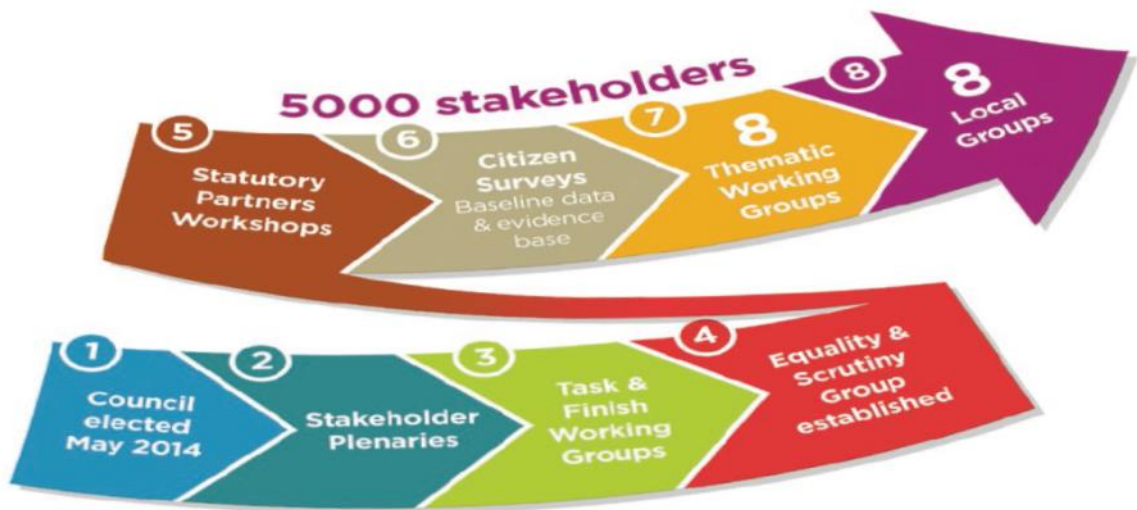 5000 stakeholders
1
Council
elected
May 2014
2
Stakeholder
Plenaries
3
Task &
Finish
Working
Groups
4
Equality &
Scrutiny
Group
established
5
Statutory
Partners
Workshops
6
Citizen
Surveys
Baseline data
& evidence
base
7
8
Thematic
Working
Groups
8
8
Local
Groups